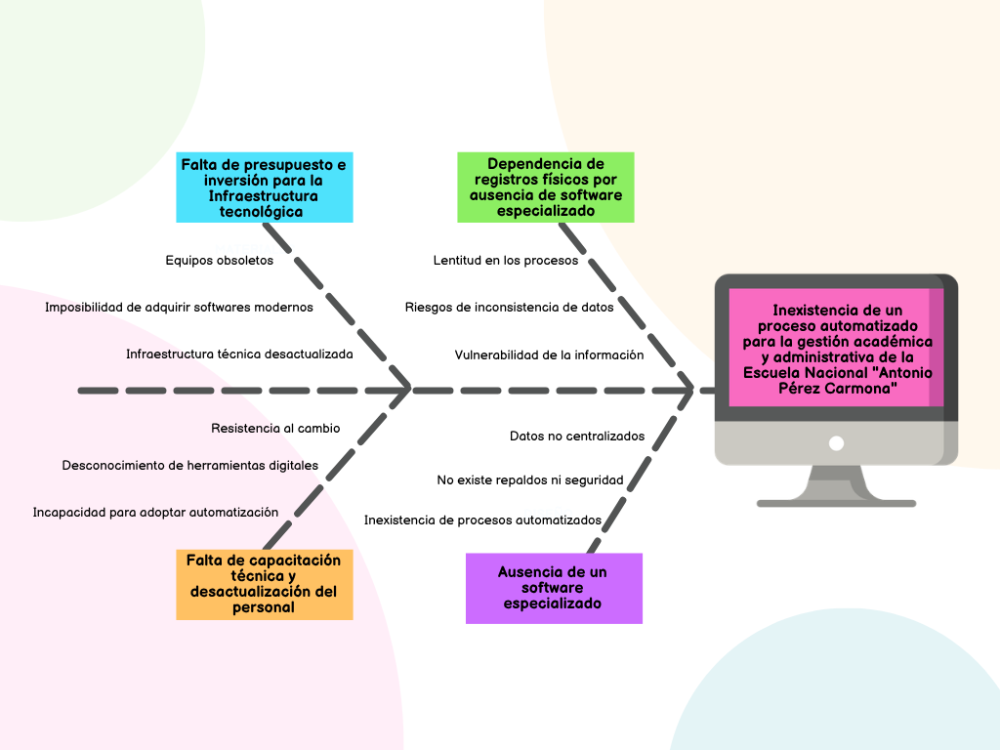 Falta de presupuesto e
inversión para la
Infraestructura
tecnológica
Equipos obsoletos
Imposibilidad de adquirir softwares modernos
Infraestructura técnica desactualizada
Dependencia de
registros físicos por
ausencia de software
especializado
Lentitud en los procesos
Riesgos de inconsistencia de datos
Vulnerabilidad de la información
Inexistencia de un
proceso automatizado
para la gestión académica
y administrativa de la
Escuela Nacional "Antonio
Pérez Carmona"
Resistencia al cambio
Desconocimiento de herramientas digitales
Incapacidad para adoptar automatización
Falta de capacitación
técnica y
desactualización del
personal
Datos no centralizados
No existe repaldos ni seguridad
Inexistencia de procesos automatizados
Ausencia de un
software
especializado